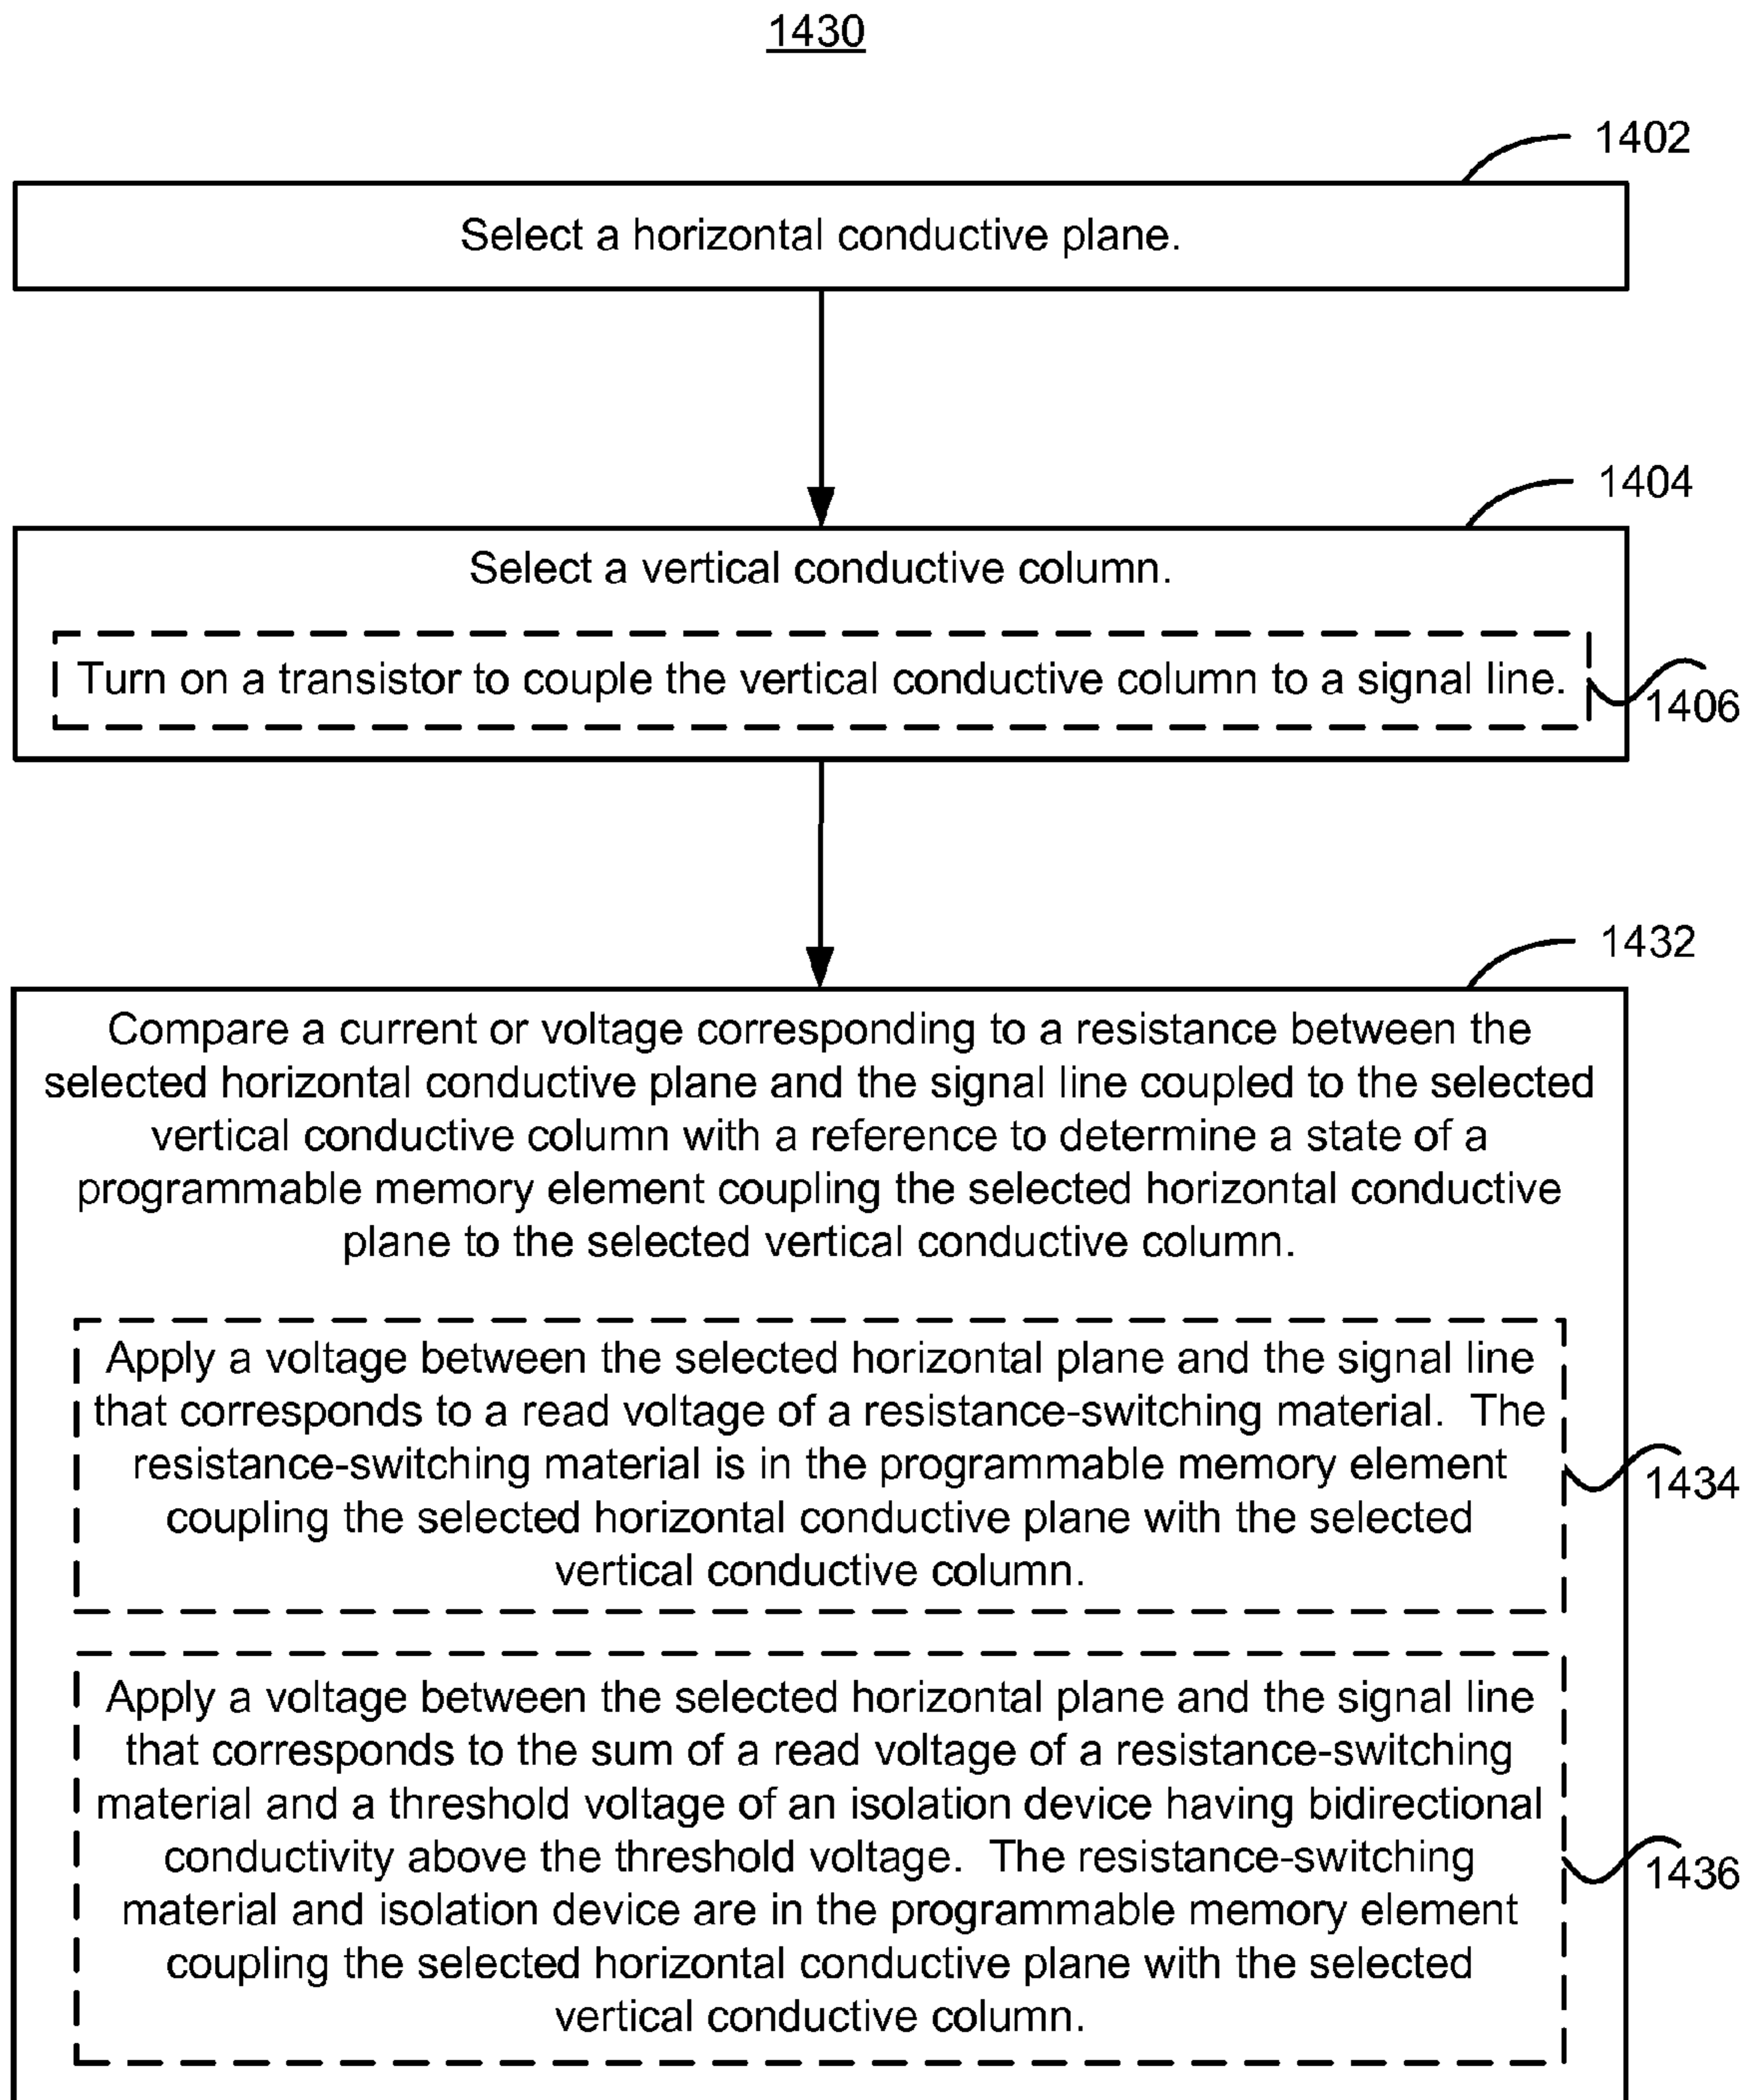 1430
1402
Select a horizontal conductive plane.
1404
Select a vertical conductive column.
Turn on a transistor to couple the vertical conductive column to a signal line.
1406
1432
Compare a current or voltage corresponding to a resistance between the
selected horizontal conductive plane and the signal line coupled to the selected
vertical conductive column with a reference to determine a state of a
programmable memory element coupling the selected horizontal conductive
plane to the selected vertical conductive column.
Apply a voltage between the selected horizontal plane and the signal line
that corresponds to a read voltage of a resistance-switching material.  The
resistance-switching material is in the programmable memory element
coupling the selected horizontal conductive plane with the selected
vertical conductive column.
1434
Apply a voltage between the selected horizontal plane and the signal line
that corresponds to the sum of a read voltage of a resistance-switching
material and a threshold voltage of an isolation device having bidirectional
conductivity above the threshold voltage.  The resistance-switching
material and isolation device are in the programmable memory element
coupling the selected horizontal conductive plane with the selected
vertical conductive column.
1436